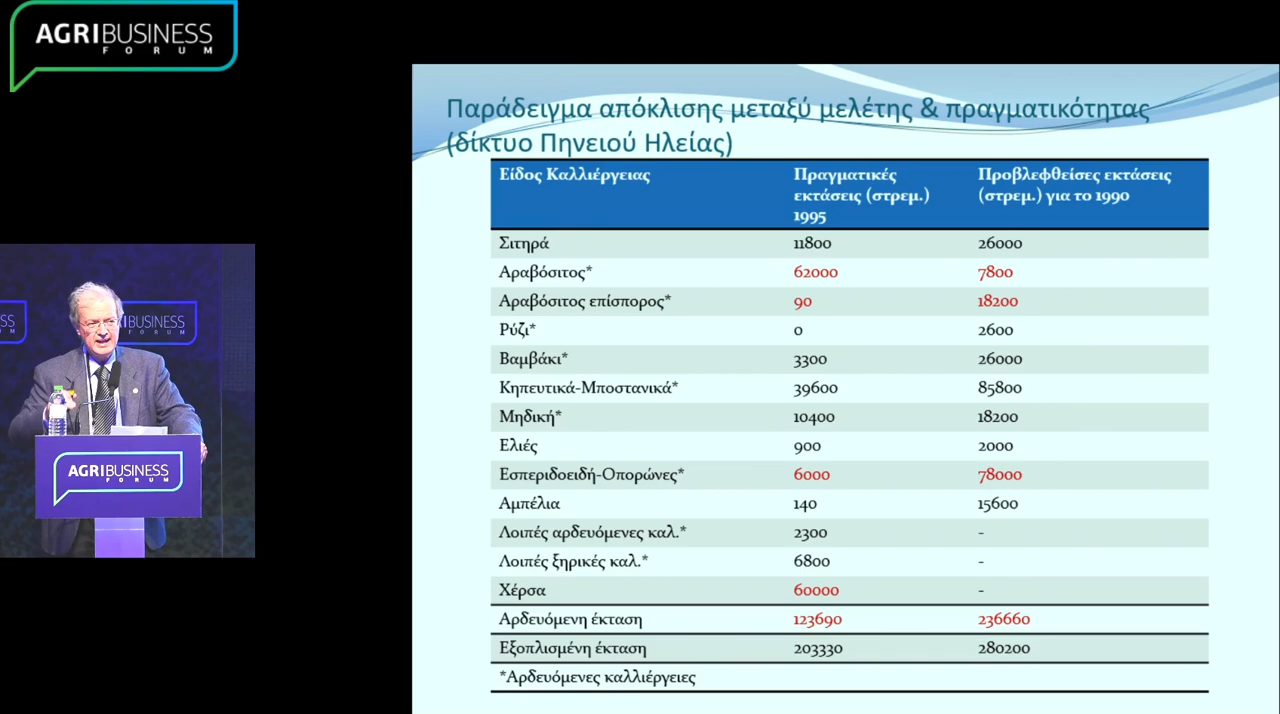 AGRIBUSINESS
FORUM
Παράδειγμα απόκλισης μεταξύ μελέτης & πραγματικότητας
(δίκτυο Πηνειού Ηλείας)
Είδος Καλλιέργειας Πραγματικές εκτάσεις (στρεμ.) 1995 Προβλεφθείσες εκτάσεις (στρεμ.) για το 1990
Σιτηρά 11800 26000
Αραβόσιτος* 62000 7800
Αραβόσιτος επίσπορος* 90 18200
Ρύζι* 0 2600
Βαμβάκι* 3300 26000
Κηπευτικά-Μποστανικά* 39600 85800
Μηδική* 10400 18200
Ελιές 900 2000
Εσπεριδοειδή-Οπορώνες* 6000 78000
Αμπέλια 140 15600
Λοιπές αρδευόμενες καλ.* 2300 -
Λοιπές ξηρικές καλ.* 6800 -
Χέρσα 60000 -
Αρδευόμενη έκταση 123690 236660
Εξοπλισμένη έκταση 203330 280200
*Αρδευόμενες καλλιέργειες
AGRIBUSINESS
FORUM